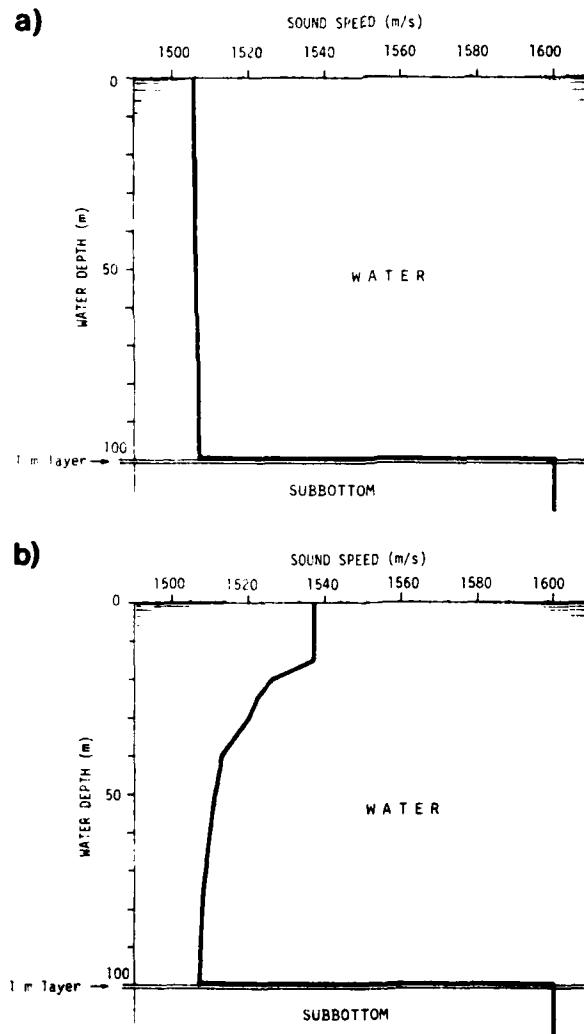 a)
SOUND SPEED (m/s)
1500 1520 1540 1560 1580 1600
0
WATER DEPTH (m)
WATER
50
100
1 m layer
SUBBOTTOM
b)
SOUND SPEED (m/s)
1500 1520 1540 1560 1580 1600
0
WATER DEPTH (m)
50
WATER
100
1 m layer
SUBBOTTOM